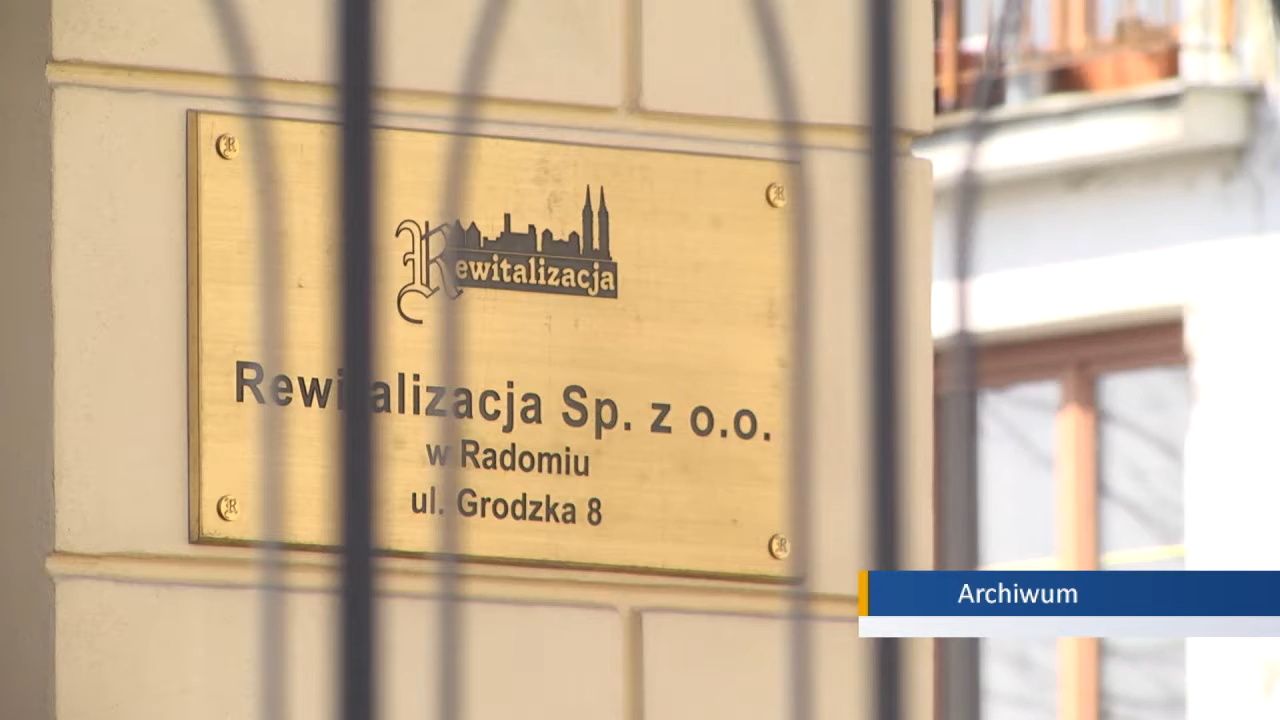 Rewitalizacja
Rewitalizacja Sp. z o.o.
w Radomiu
ul. Grodzka 8
Archiwum